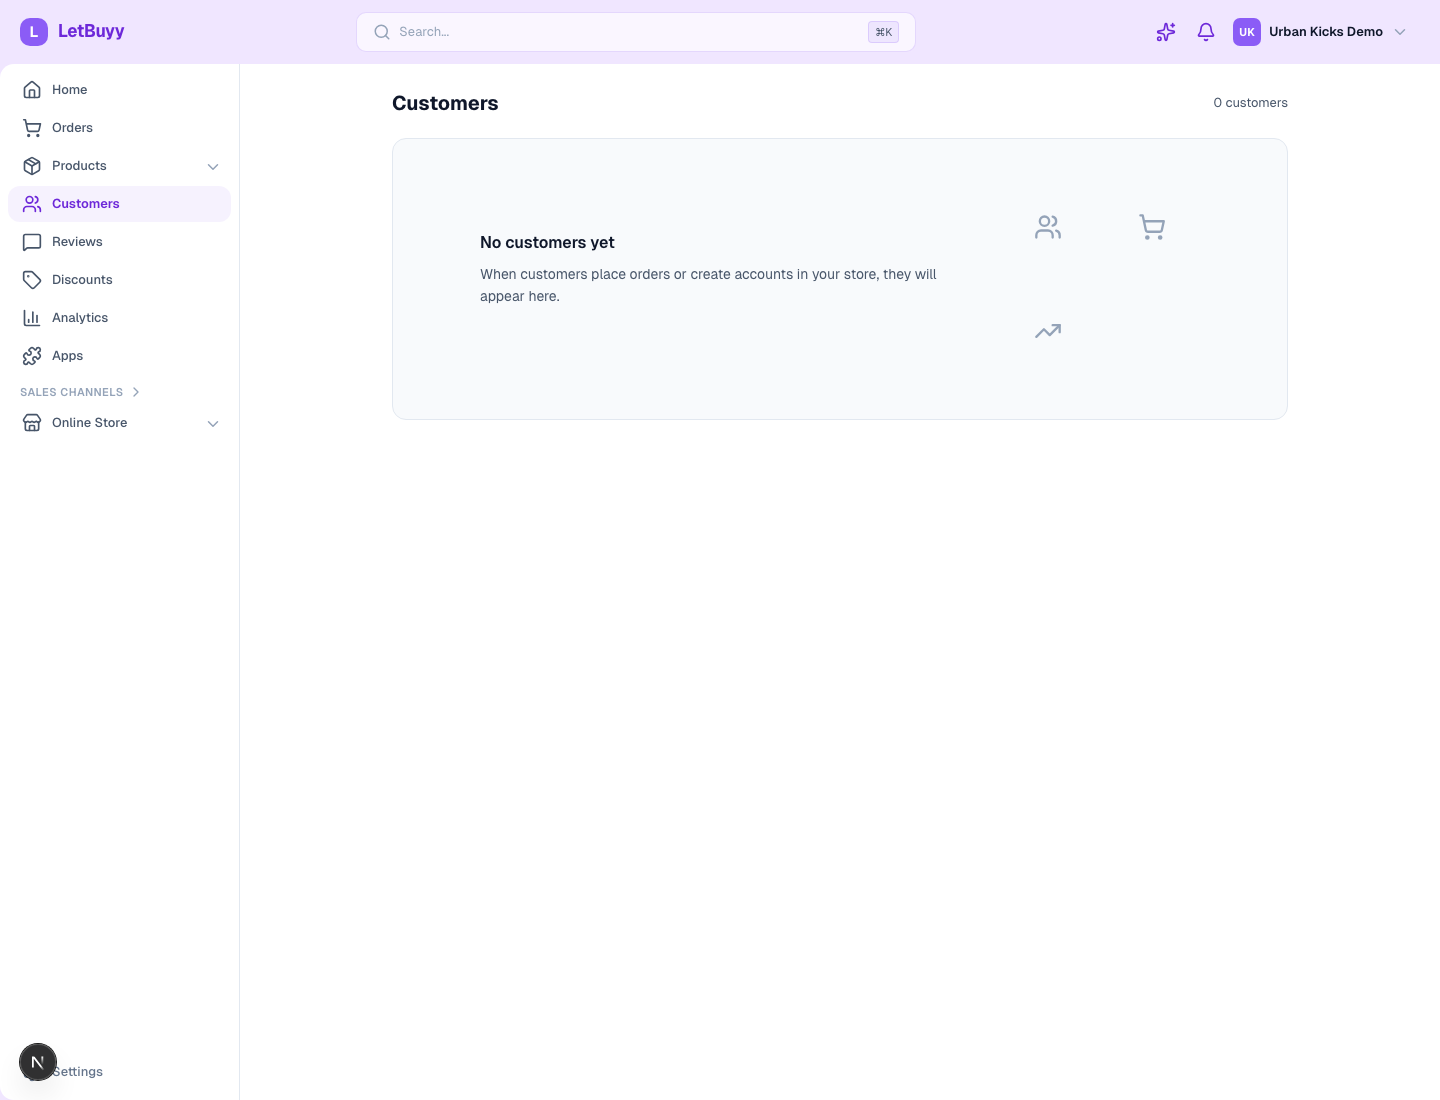 L LetBuyy
Search...
⌘K
UK Urban Kicks Demo
Home
Orders
Products
Customers
Reviews
Discounts
Analytics
Apps
SALES CHANNELS
Online Store
N
Settings
Customers
0 customers
No customers yet
When customers place orders or create accounts in your store, they will
appear here.